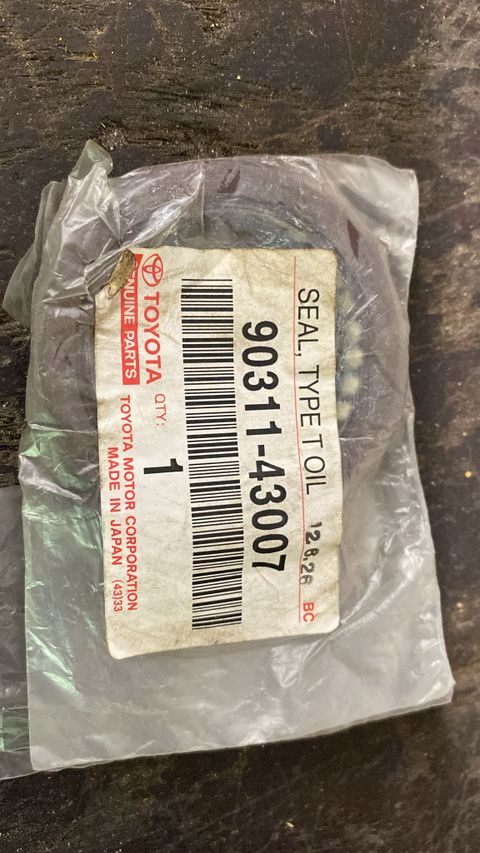 SEAL, TYPE T OIL 12.6.26 BC
90311-43007
TOYOTA QTY: 1
GENUINE PARTS
TOYOTA MOTOR CORPORATION
MADE IN JAPAN (43)33